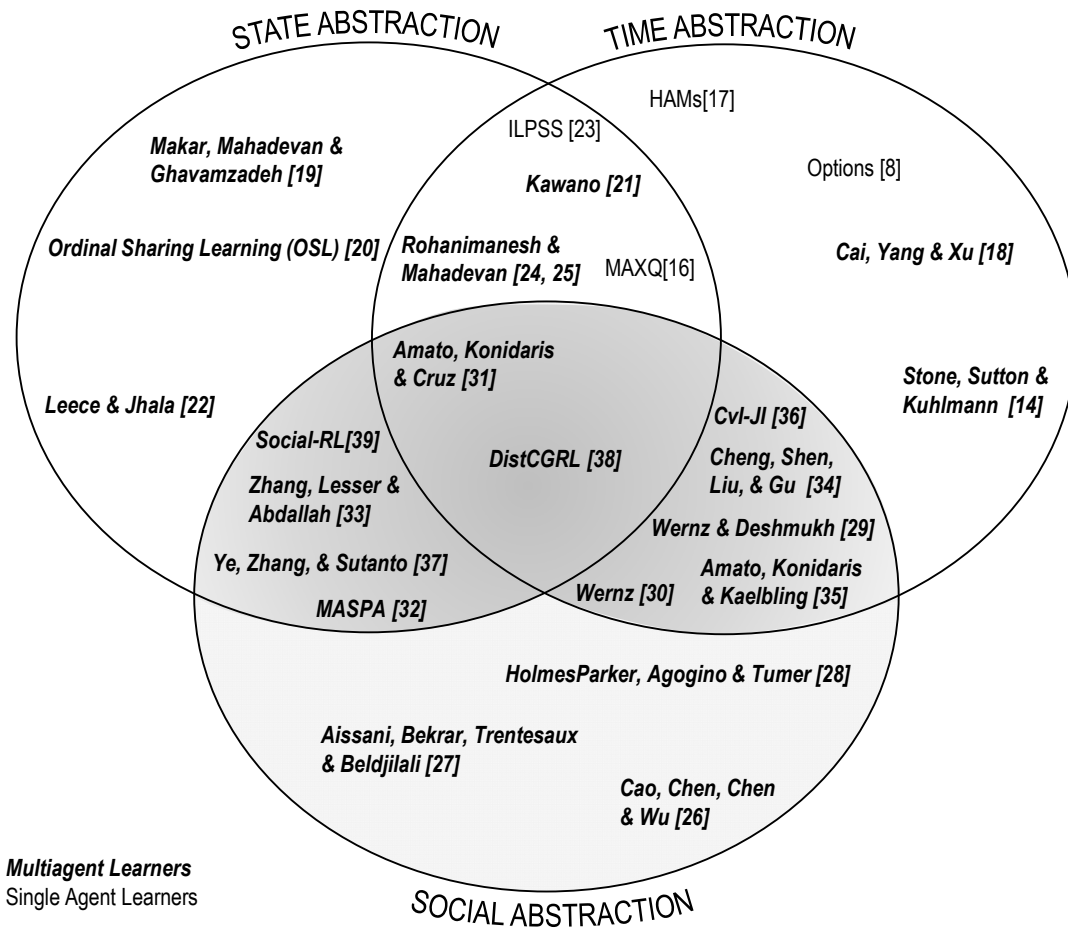 STATE ABSTRACTION
TIME ABSTRACTION
HAMs[17]
ILPSS [23]
Makar, Mahadevan &
Ghavamzadeh [19]
Options [8]
Kawano [21]
Ordinal Sharing Learning (OSL) [20]
Rohanimanesh &
Mahadevan [24, 25]
MAXQ[16]
Cai, Yang & Xu [18]
Amato, Konidaris
& Cruz [31]
Stone, Sutton &
Kuhlmann [14]
Leece & Jhala [22]
CvI-JI [36]
Social-RL[39]
DistCGRL [38]
Cheng, Shen,
Liu, & Gu [34]
Zhang, Lesser &
Abdallah [33]
Wernz & Deshmukh [29]
Ye, Zhang, & Sutanto [37]
Amato, Konidaris
& Kaelbling [35]
Wernz [30]
MASPA [32]
HolmesParker, Agogino & Tumer [28]
Aissani, Bekrar, Trentesaux
& Beldjilali [27]
Cao, Chen, Chen
& Wu [26]
Multiagent Learners
Single Agent Learners
SOCIAL ABSTRACTION